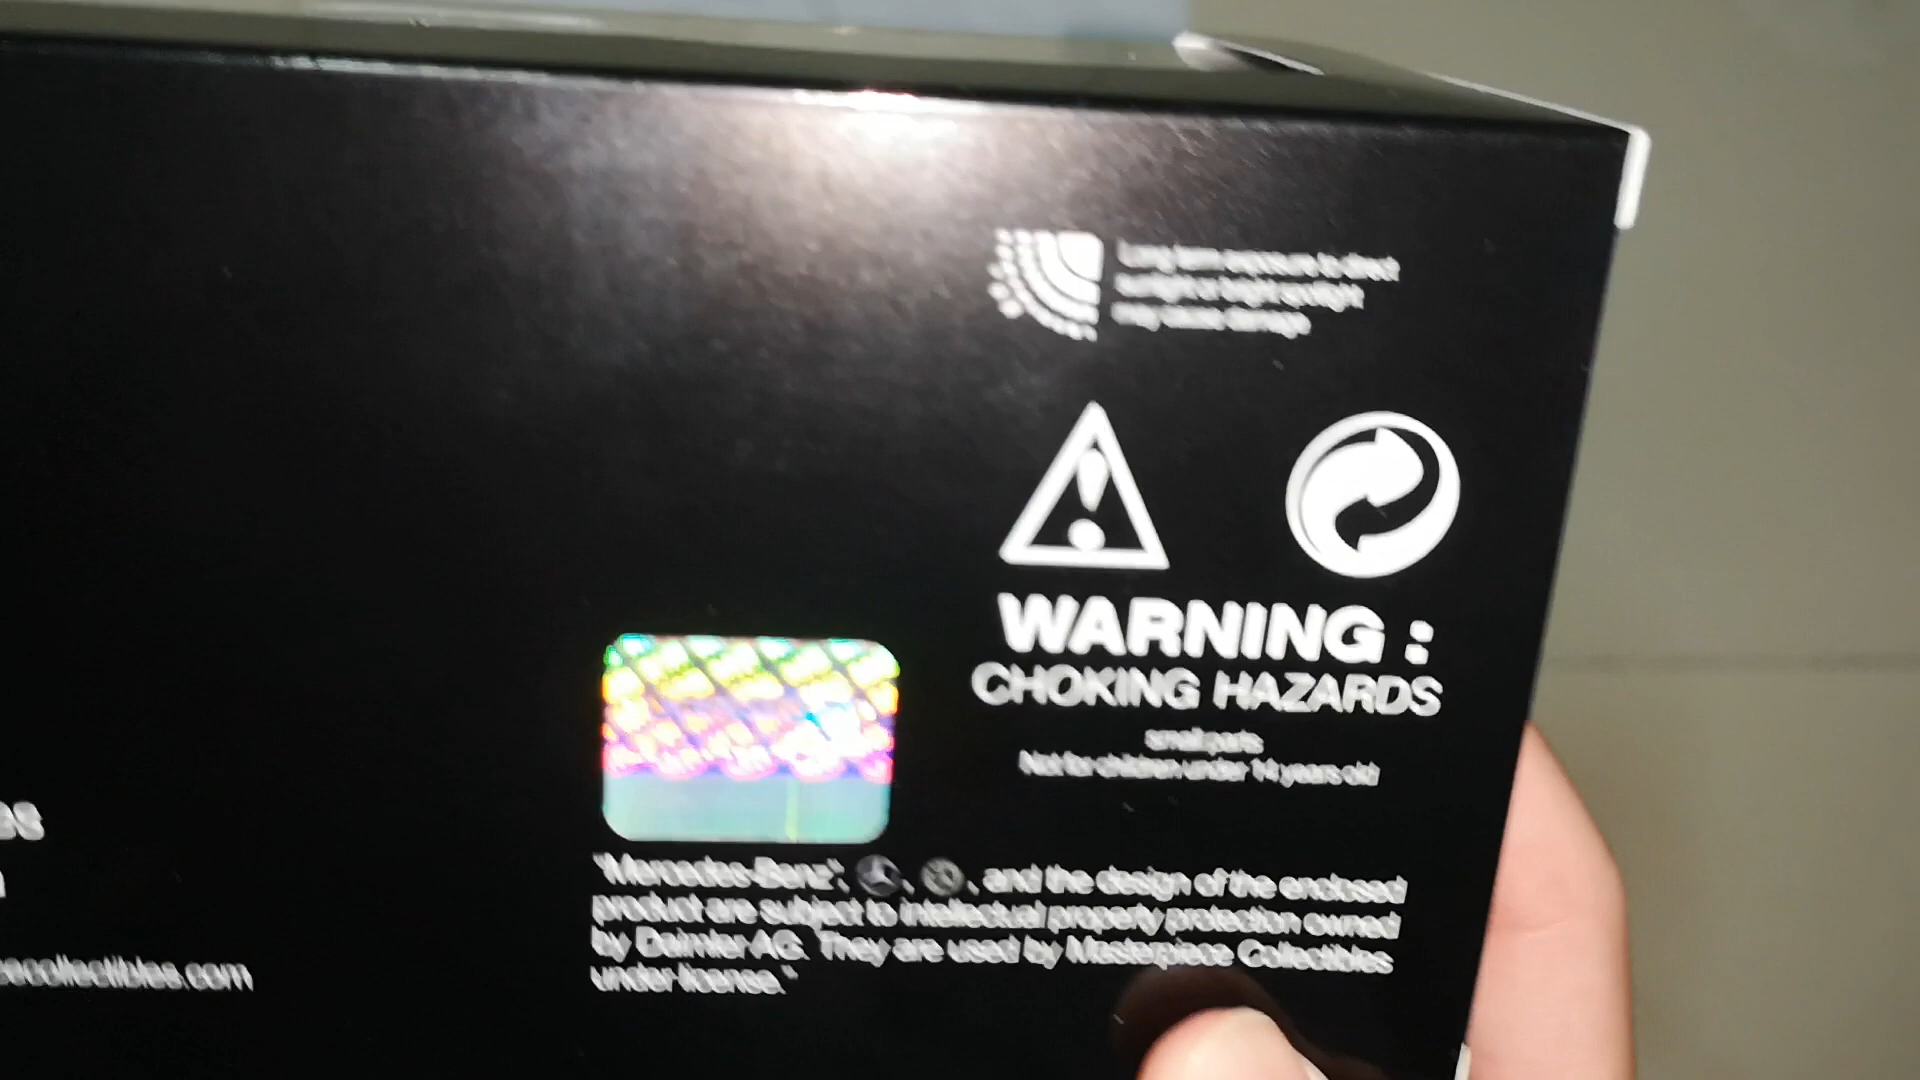 Long term exposure to direct
sunlight or bright spotlight
may cause damage
WARNING :
CHOKING HAZARDS
small parts
Not for children under 14 years old
"Mercedes-Benz", , , and the design of the enclosed
product are subject to intellectual property protection owned
by Daimler AG. They are used by Masterpiece Collectibles
under license."
ecollectibles.com